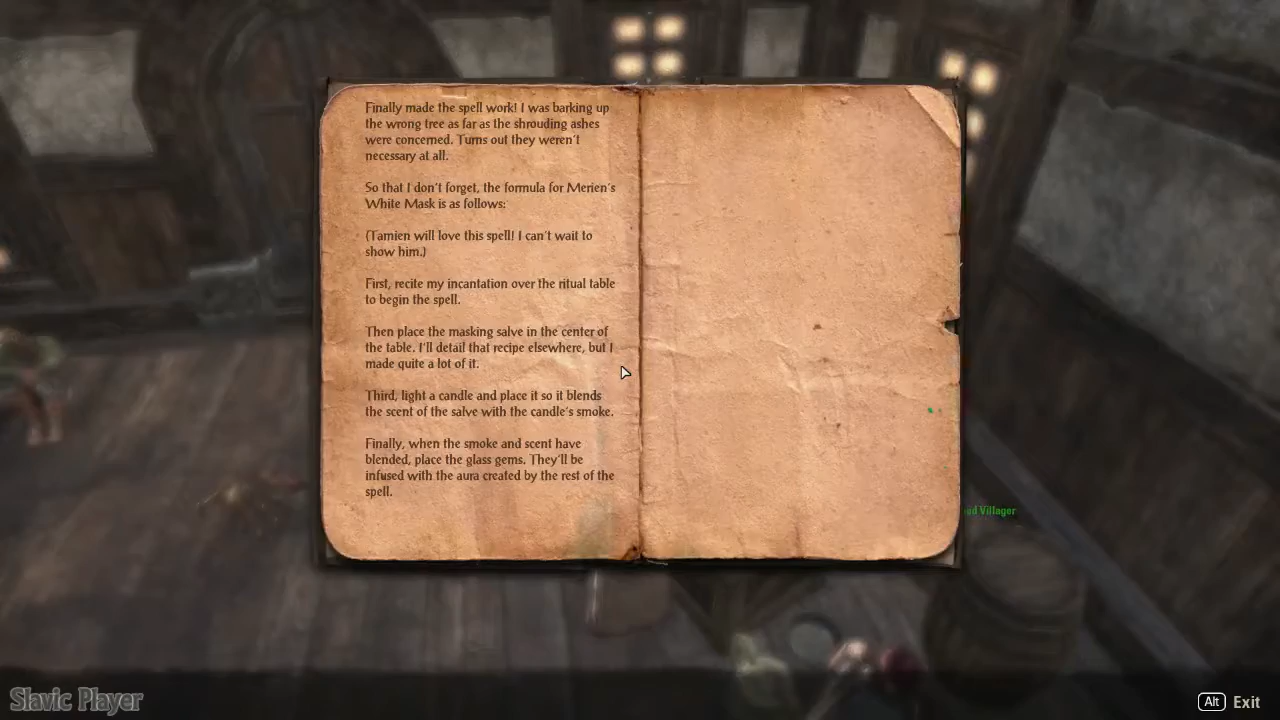 Finally made the spell work! I was barking up
the wrong tree as far as the shrouding ashes
were concerned. Turns out they weren't
necessary at all.
So that I don't forget, the formula for Merien's
White Mask is as follows:
(Tamien will love this spell! I can't wait to
show him.)
First, recite my incantation over the ritual table
to begin the spell.
Then place the masking salve in the center of
the table. I'll detail that recipe elsewhere, but I
made quite a lot of it.
Third, light a candle and place it so it blends
the scent of the salve with the candle's smoke.
Finally, when the smoke and scent have
blended, place the glass gems. They'll be
infused with the aura created by the rest of the
spell.
Villager
Slavic Player
Alt Exit